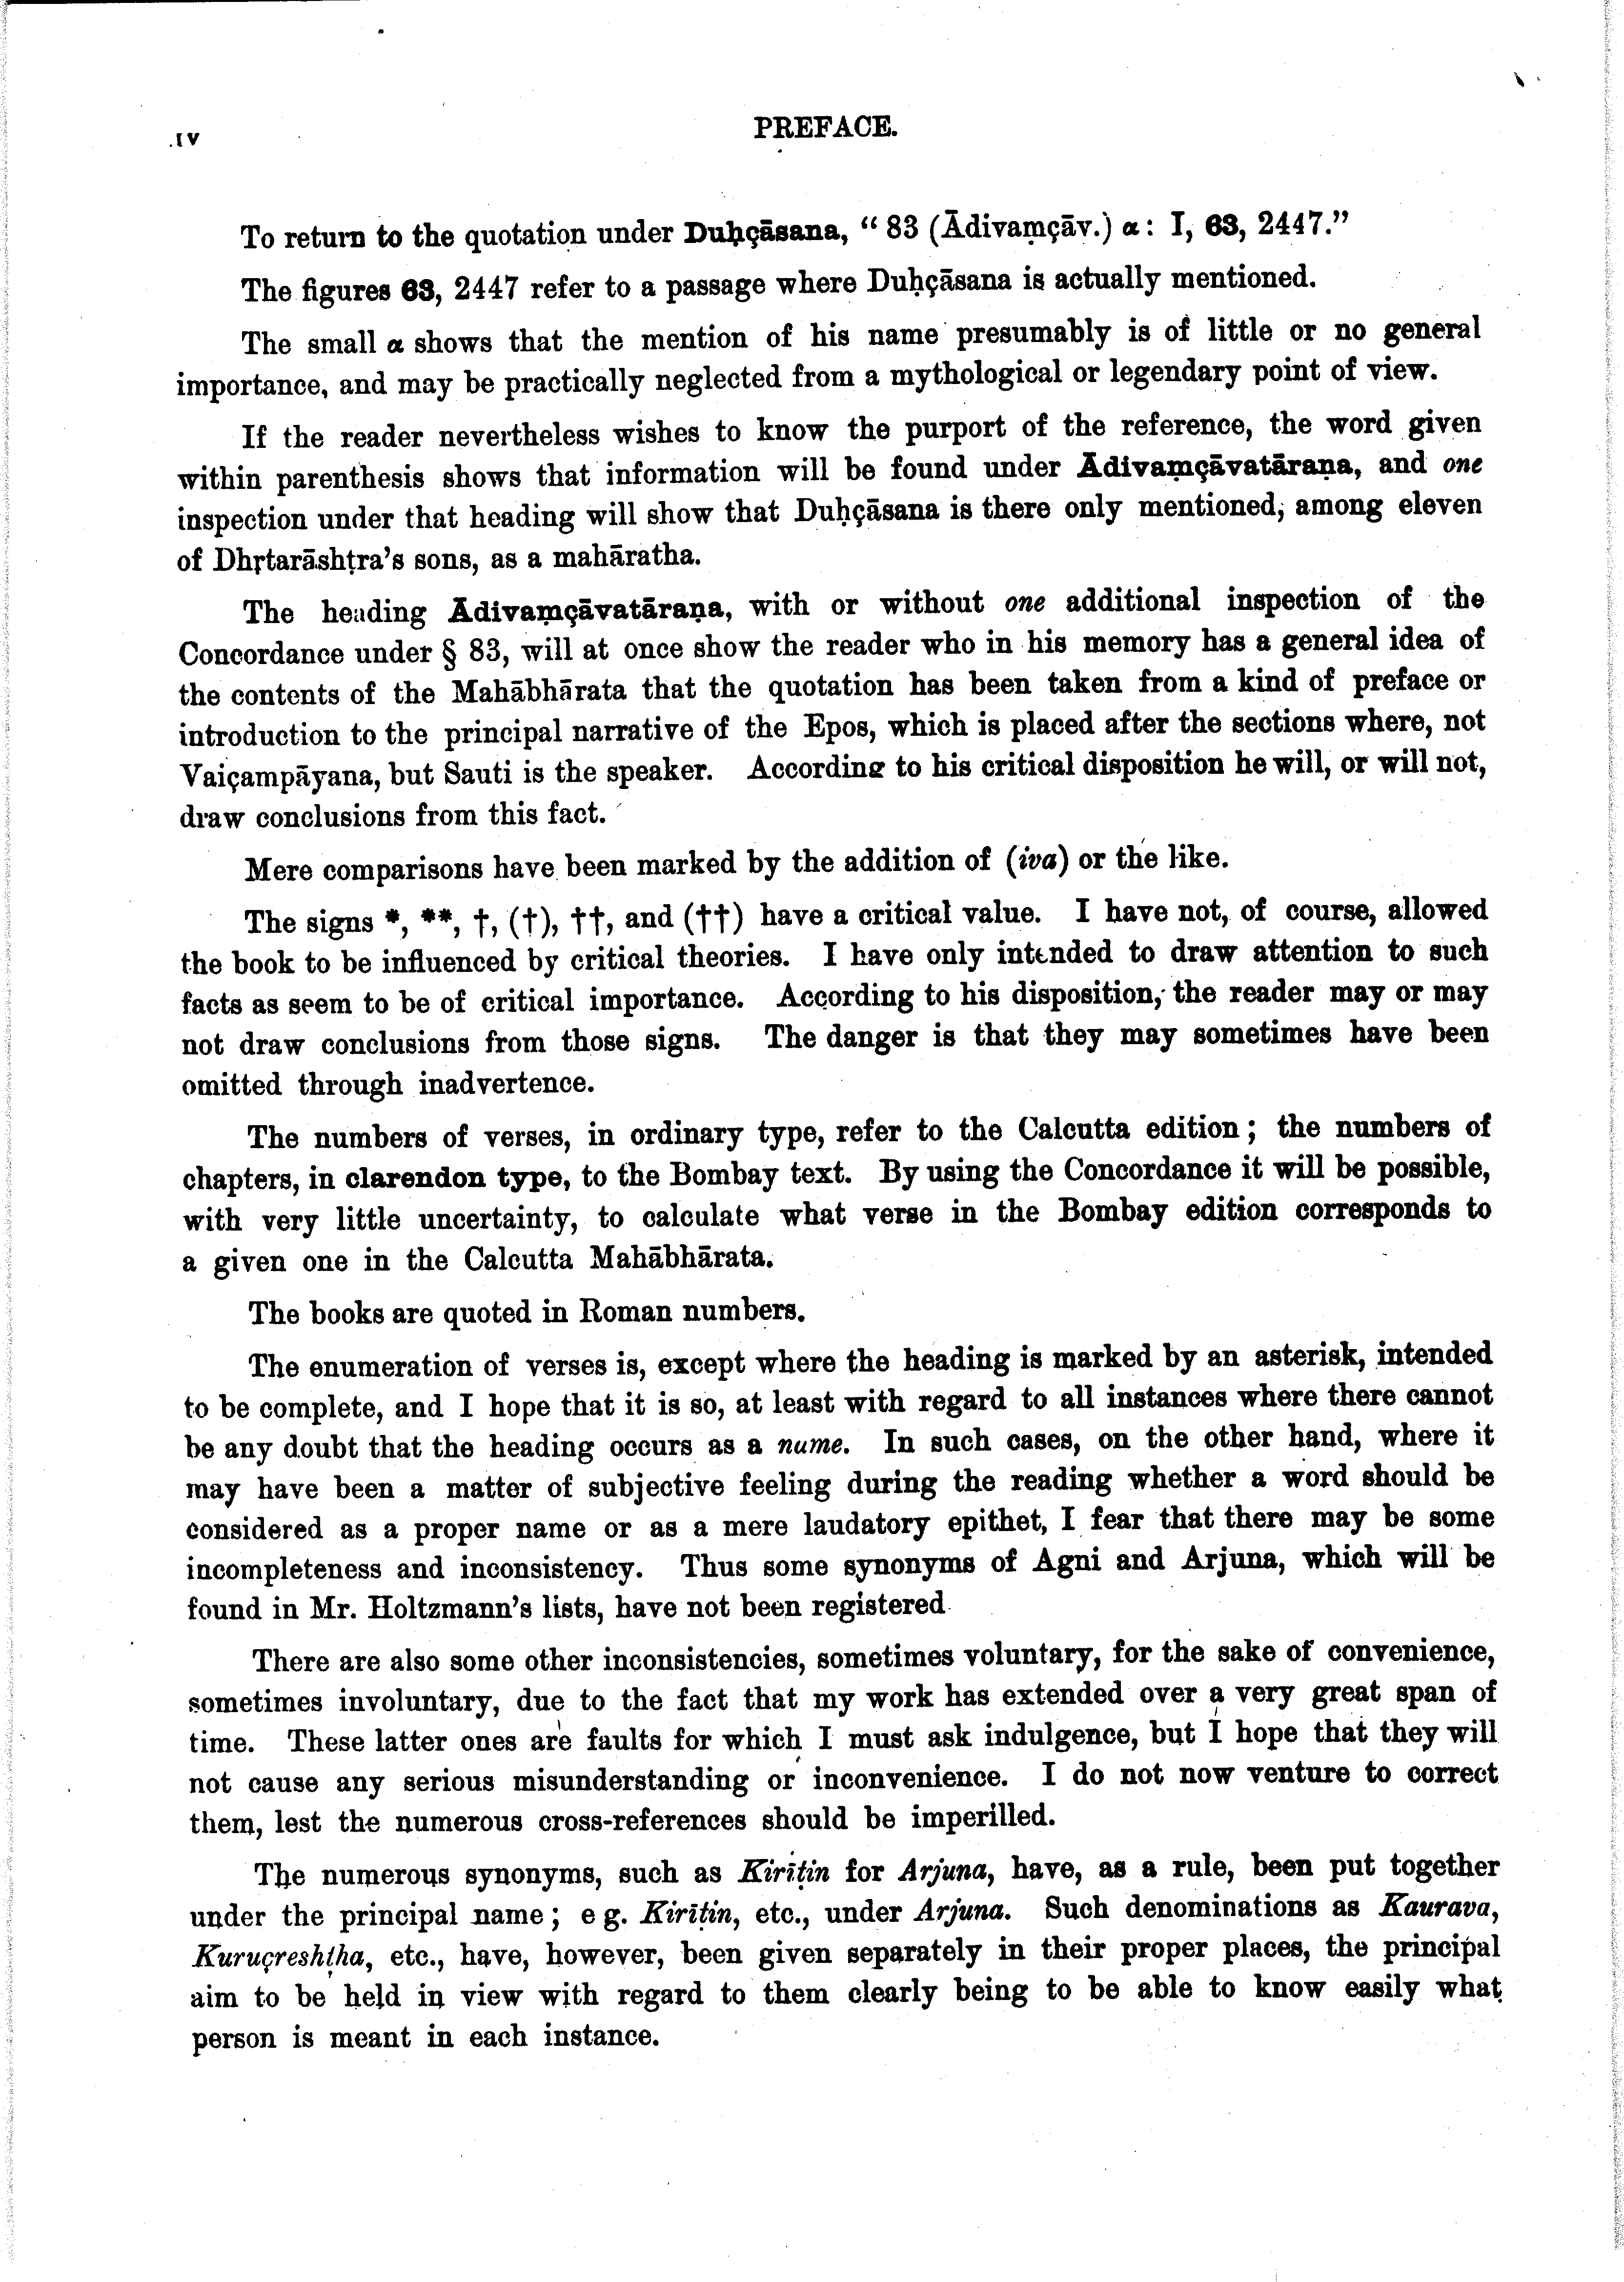 IV
PREFACE.
To return to the quotation under Duḥçāsana, “ 83 (Ādivaṃçāv.) α : I, 63, 2447.”
The figures 63, 2447 refer to a passage where Duḥçāsana is actually mentioned.
The small α shows that the mention of his name presumably is of little or no general
importance, and may be practically neglected from a mythological or legendary point of view.
If the reader nevertheless wishes to know the purport of the reference, the word given
within parenthesis shows that information will be found under Ādivaṃçāvatāraṇa, and one
inspection under that heading will show that Duḥçāsana is there only mentioned, among eleven
of Dhṛtarāshṭra’s sons, as a mahāratha.
The heading Ādivaṃçāvatāraṇa, with or without one additional inspection of the
Concordance under § 83, will at once show the reader who in his memory has a general idea of
the contents of the Mahābhārata that the quotation has been taken from a kind of preface or
introduction to the principal narrative of the Epos, which is placed after the sections where, not
Vaiçampāyana, but Sauti is the speaker. According to his critical disposition he will, or will not,
draw conclusions from this fact.
Mere comparisons have been marked by the addition of (iva) or the like.
The signs *, **, †, (†), ††, and (††) have a critical value. I have not, of course, allowed
the book to be influenced by critical theories. I have only intended to draw attention to such
facts as seem to be of critical importance. According to his disposition, the reader may or may
not draw conclusions from those signs. The danger is that they may sometimes have been
omitted through inadvertence.
The numbers of verses, in ordinary type, refer to the Calcutta edition ; the numbers of
chapters, in clarendon type, to the Bombay text. By using the Concordance it will be possible,
with very little uncertainty, to calculate what verse in the Bombay edition corresponds to
a given one in the Calcutta Mahābhārata.
The books are quoted in Roman numbers.
The enumeration of verses is, except where the heading is marked by an asterisk, intended
to be complete, and I hope that it is so, at least with regard to all instances where there cannot
be any doubt that the heading occurs as a name. In such cases, on the other hand, where it
may have been a matter of subjective feeling during the reading whether a word should be
considered as a proper name or as a mere laudatory epithet, I fear that there may be some
incompleteness and inconsistency. Thus some synonyms of Agni and Arjuna, which will be
found in Mr. Holtzmann’s lists, have not been registered
There are also some other inconsistencies, sometimes voluntary, for the sake of convenience,
sometimes involuntary, due to the fact that my work has extended over a very great span of
time. These latter ones are faults for which I must ask indulgence, but I hope that they will
not cause any serious misunderstanding or inconvenience. I do not now venture to correct
them, lest the numerous cross-references should be imperilled.
The numerous synonyms, such as Kirīṭin for Arjuna, have, as a rule, been put together
under the principal name ; e g. Kirīṭin, etc., under Arjuna. Such denominations as Kaurava,
Kuruçreshṭha, etc., have, however, been given separately in their proper places, the principal
aim to be held in view with regard to them clearly being to be able to know easily what
person is meant in each instance.